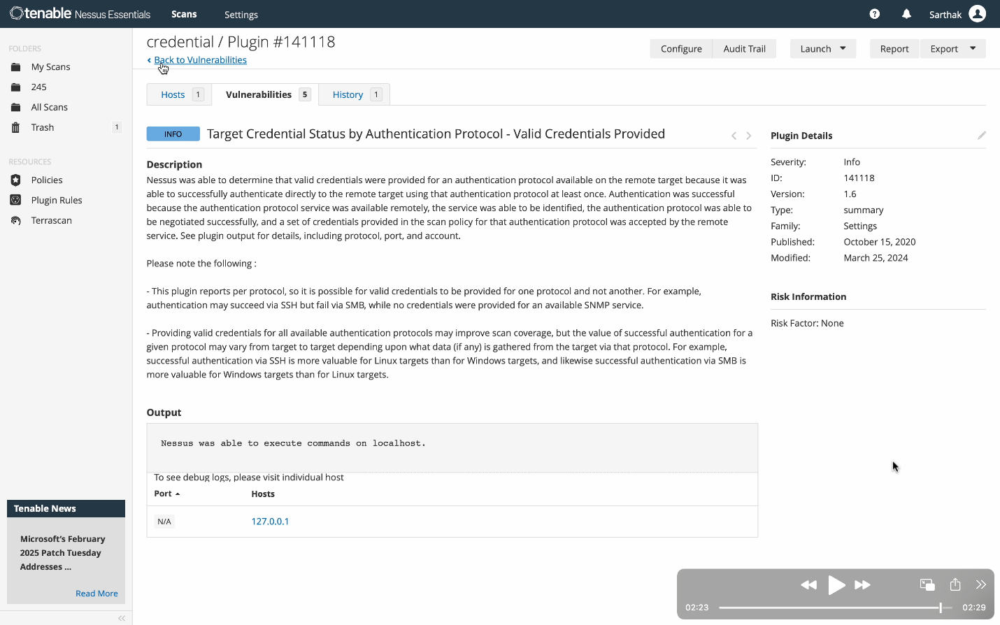 tenable Nessus Essentials
Scans
Settings
Sarthak
FOLDERS
My Scans
245
All Scans
Trash 1
RESOURCES
Policies
Plugin Rules
Terrascan
Tenable News
Microsoft's February
2025 Patch Tuesday
Addresses ...
Read More
credential / Plugin #141118
Back to Vulnerabilities
Configure
Audit Trail
Launch
Report
Export
Hosts 1
Vulnerabilities 5
History 1
INFO Target Credential Status by Authentication Protocol - Valid Credentials Provided
Description
Nessus was able to determine that valid credentials were provided for an authentication protocol available on the remote target because it was
able to successfully authenticate directly to the remote target using that authentication protocol at least once. Authentication was successful
because the authentication protocol service was available remotely, the service was able to be identified, the authentication protocol was able to
be negotiated successfully, and a set of credentials provided in the scan policy for that authentication protocol was accepted by the remote
service. See plugin output for details, including protocol, port, and account.
Please note the following :
- This plugin reports per protocol, so it is possible for valid credentials to be provided for one protocol and not another. For example,
authentication may succeed via SSH but fail via SMB, while no credentials were provided for an available SNMP service.
- Providing valid credentials for all available authentication protocols may improve scan coverage, but the value of successful authentication for a
given protocol may vary from target to target depending upon what data (if any) is gathered from the target via that protocol. For example,
successful authentication via SSH is more valuable for Linux targets than for Windows targets, and likewise successful authentication via SMB is
more valuable for Windows targets than for Linux targets.
Output
Nessus was able to execute commands on localhost.
To see debug logs, please visit individual host
Port Hosts
N/A 127.0.0.1
Plugin Details
Severity: Info
ID: 141118
Version: 1.6
Type: summary
Family: Settings
Published: October 15, 2020
Modified: March 25, 2024
Risk Information
Risk Factor: None
02:23
02:29